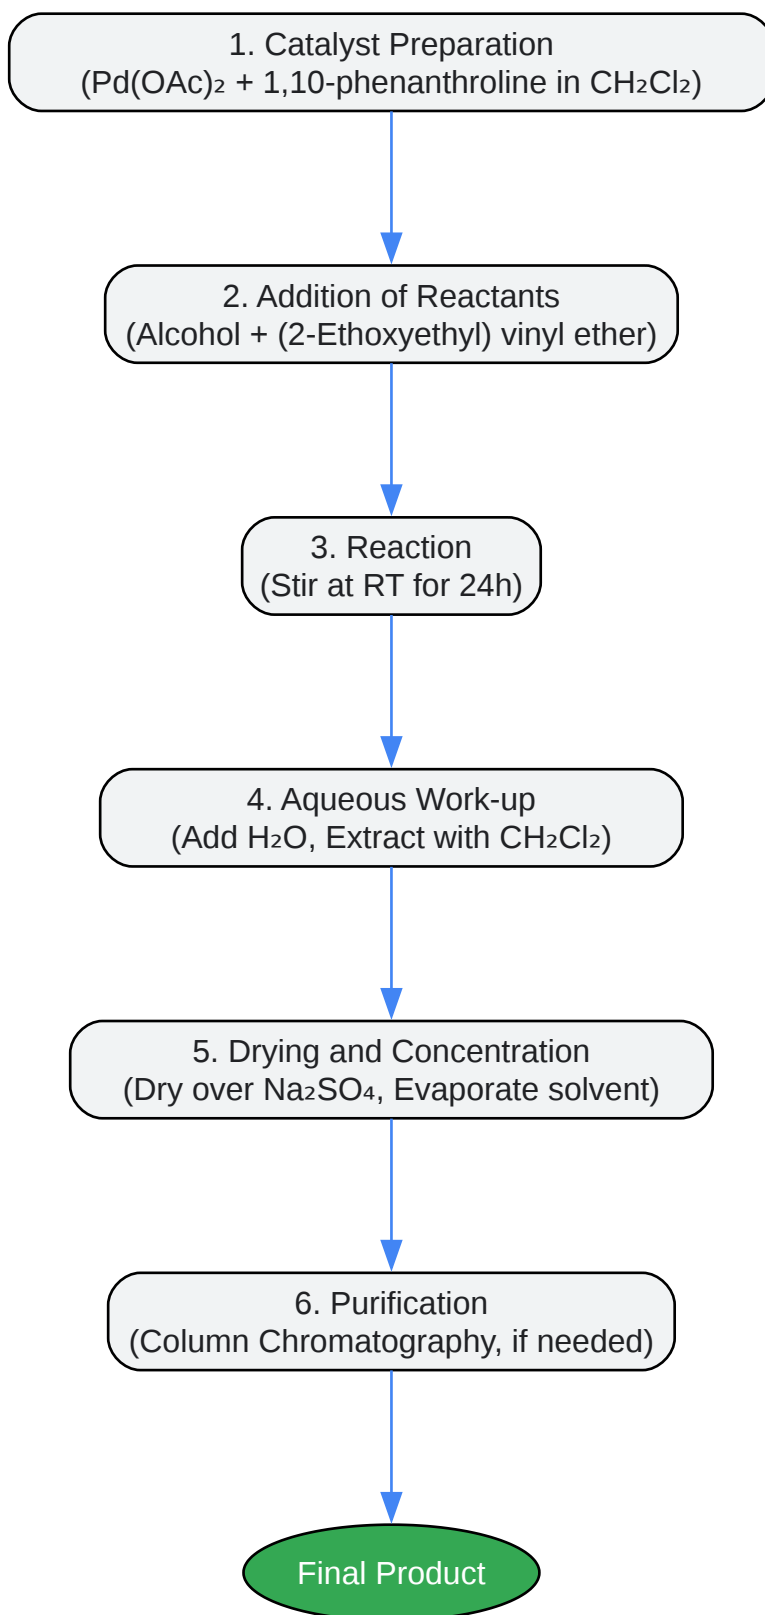 1. Catalyst Preparation
(Pd(OAc)₂ + 1,10-phenanthroline in CH₂Cl₂)
2. Addition of Reactants
(Alcohol + (2-Ethoxyethyl) vinyl ether)
3. Reaction
(Stir at RT for 24h)
4. Aqueous Work-up
(Add H₂O, Extract with CH₂Cl₂)
5. Drying and Concentration
(Dry over Na₂SO₄, Evaporate solvent)
6. Purification
(Column Chromatography, if needed)
Final Product